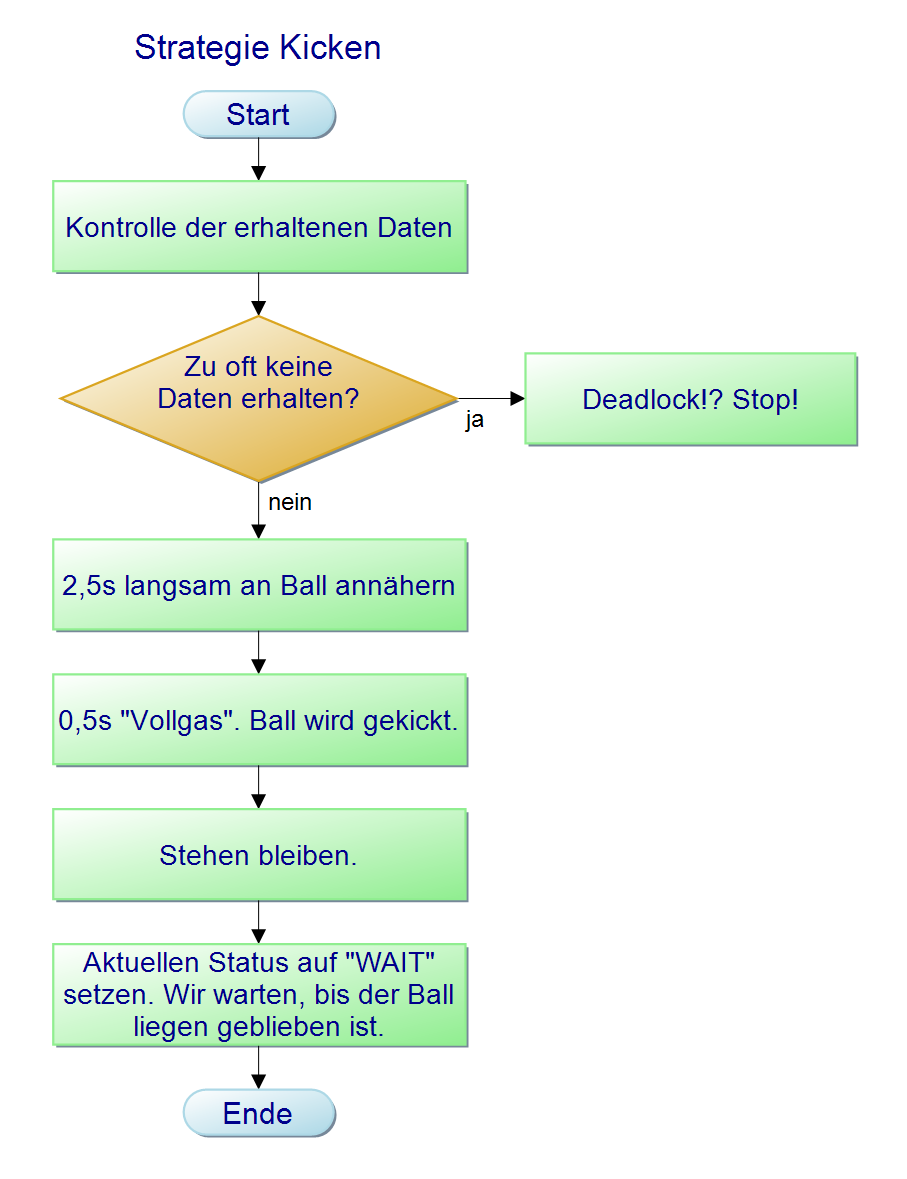 Strategie Kicken
Start
Kontrolle der erhaltenen Daten
Zu oft keine
Daten erhalten?
ja
Deadlock!? Stop!
nein
2,5s langsam an Ball annähern
0,5s "Vollgas". Ball wird gekickt.
Stehen bleiben.
Aktuellen Status auf "WAIT"
setzen. Wir warten, bis der Ball
liegen geblieben ist.
Ende